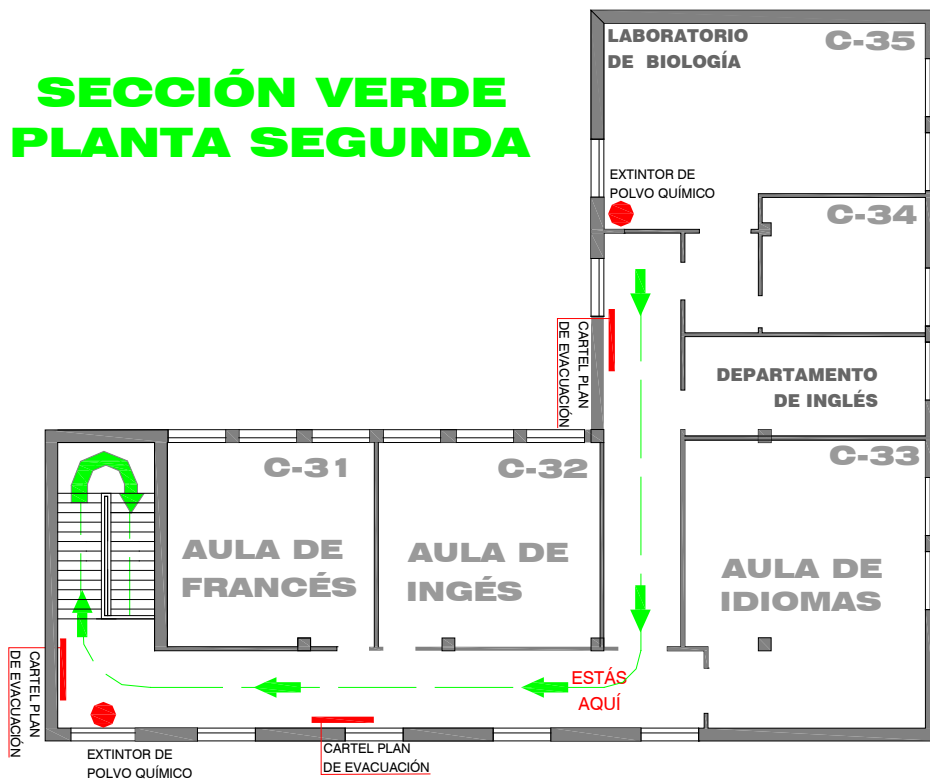 SECCIÓN VERDE
PLANTA SEGUNDA
LABORATORIO
DE BIOLOGÍA
C-35
EXTINTOR DE
POLVO QUÍMICO
C-34
CARTEL PLAN
DE EVACUACIÓN
DEPARTAMENTO
DE INGLÉS
C-31
C-32
C-33
AULA DE
FRANCÉS
AULA DE
INGÉS
AULA DE
IDIOMAS
CARTEL PLAN
DE EVACUACIÓN
ESTÁS
AQUÍ
EXTINTOR DE
POLVO QUÍMICO
CARTEL PLAN
DE EVACUACIÓN